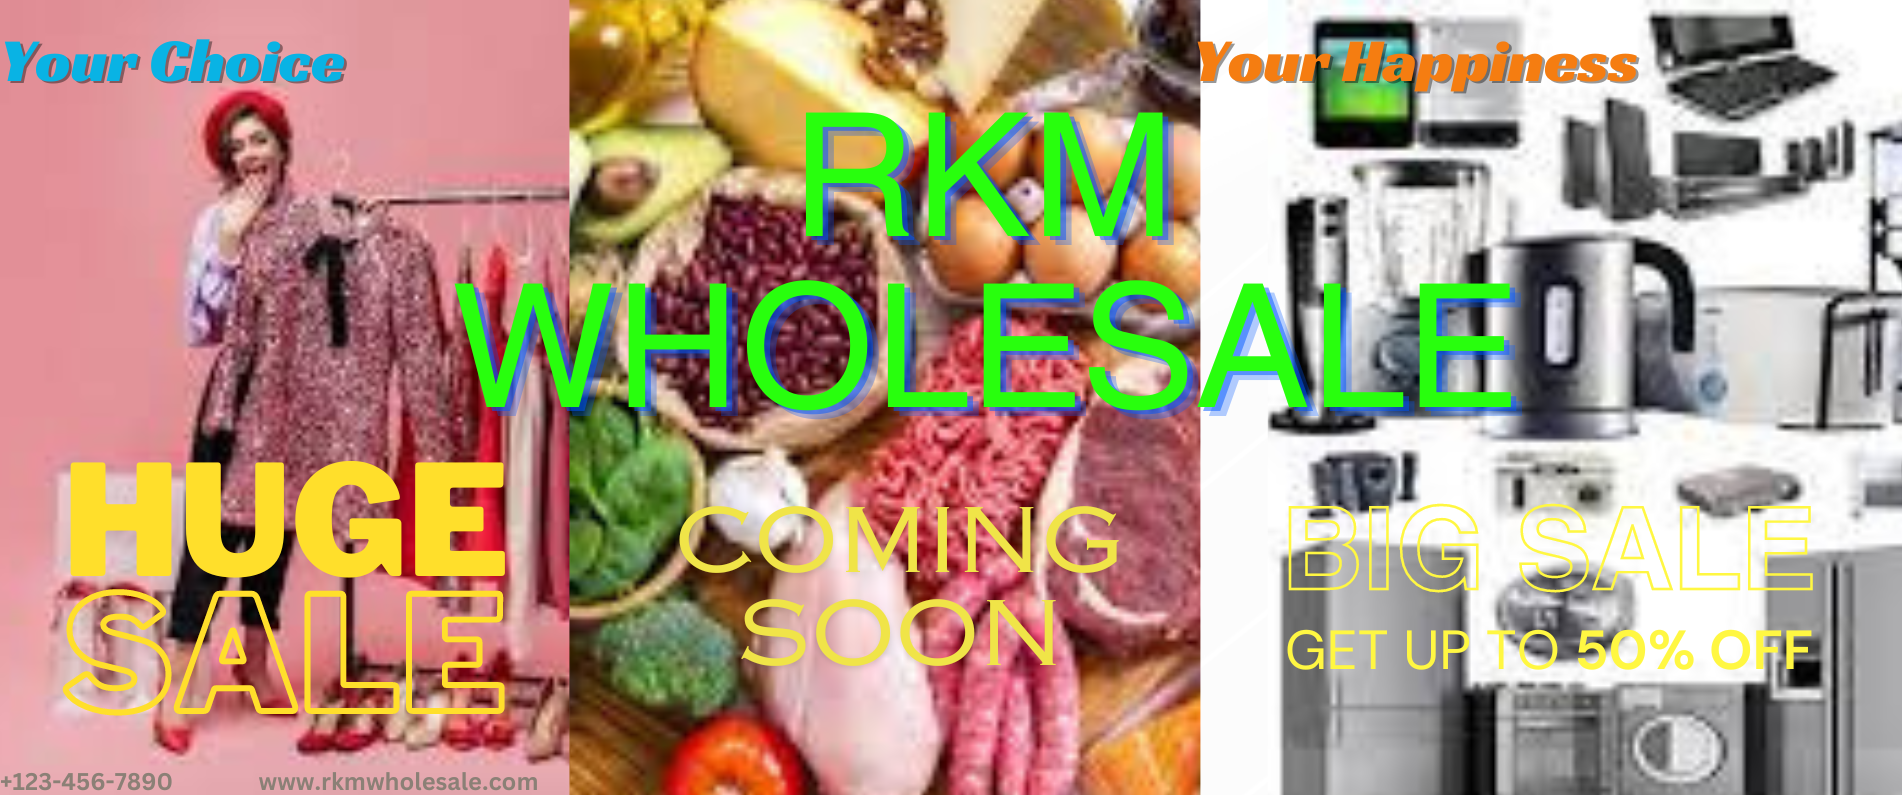 Your Choice
Your Happiness
RKM
WHOLESALE
HUGE
SALE
COMING
SOON
BIG SALE
GET UP TO 50% OFF
+123-456-7890
www.rkmwholesale.com